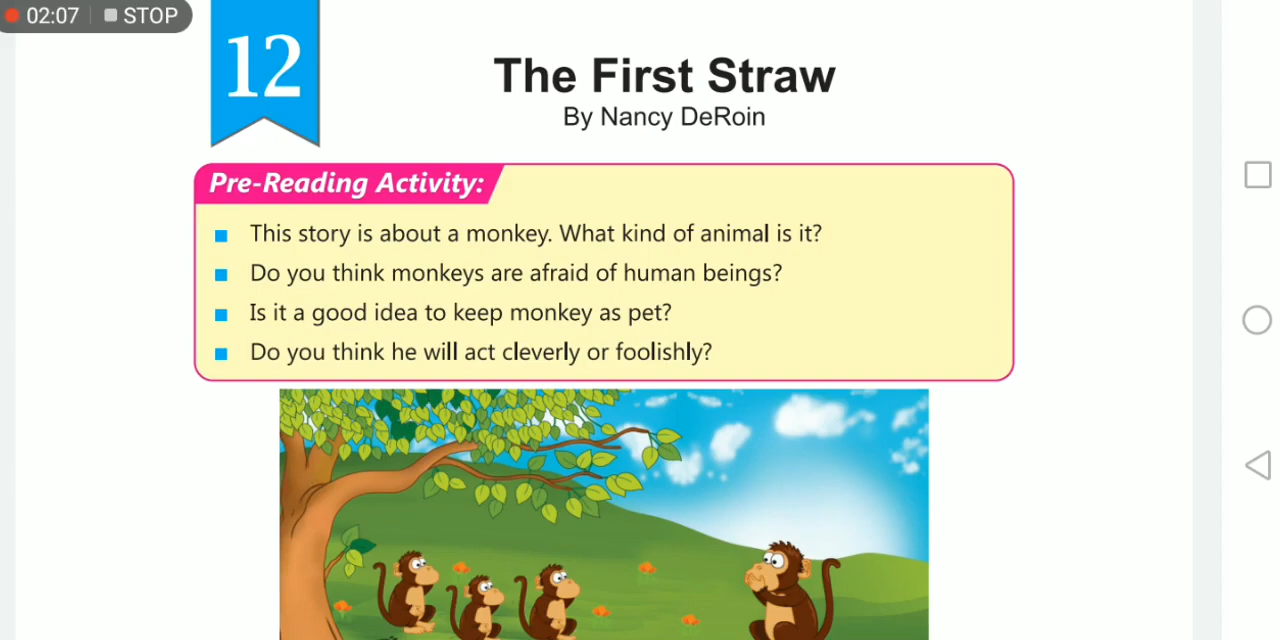 02:07 STOP
12
The First Straw
By Nancy DeRoin
Pre-Reading Activity:
This story is about a monkey. What kind of animal is it?
Do you think monkeys are afraid of human beings?
Is it a good idea to keep monkey as pet?
Do you think he will act cleverly or foolishly?